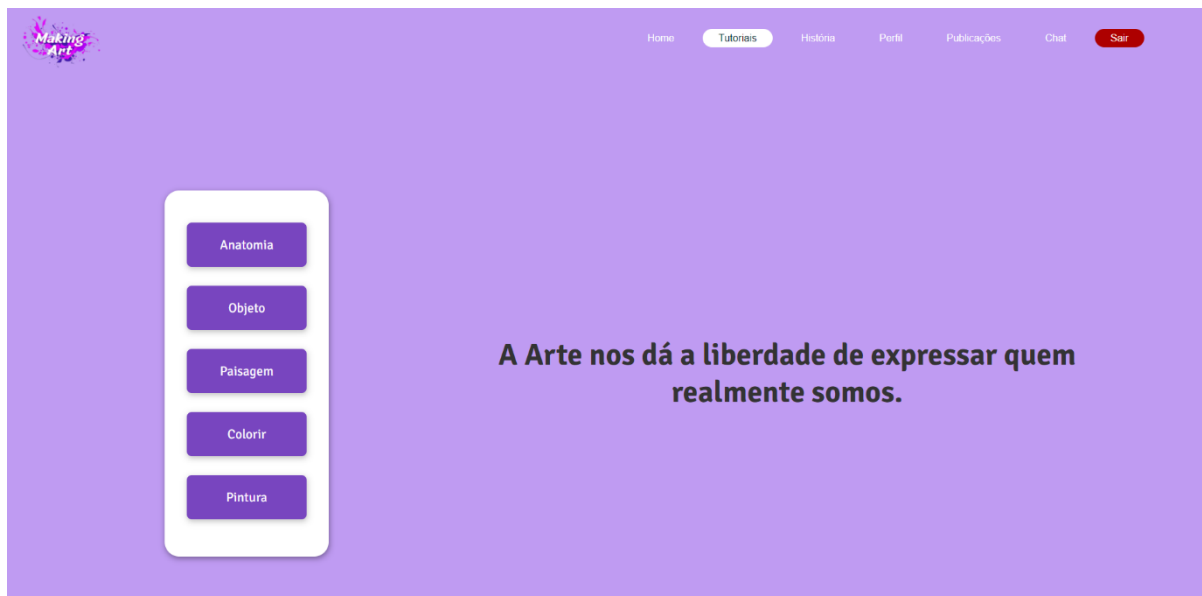 Making
Art
Home Tutoriais História Perfil Publicações Chat Sair
Anatomia
Objeto
Paisagem
Colorir
Pintura
A Arte nos dá a liberdade de expressar quem
realmente somos.